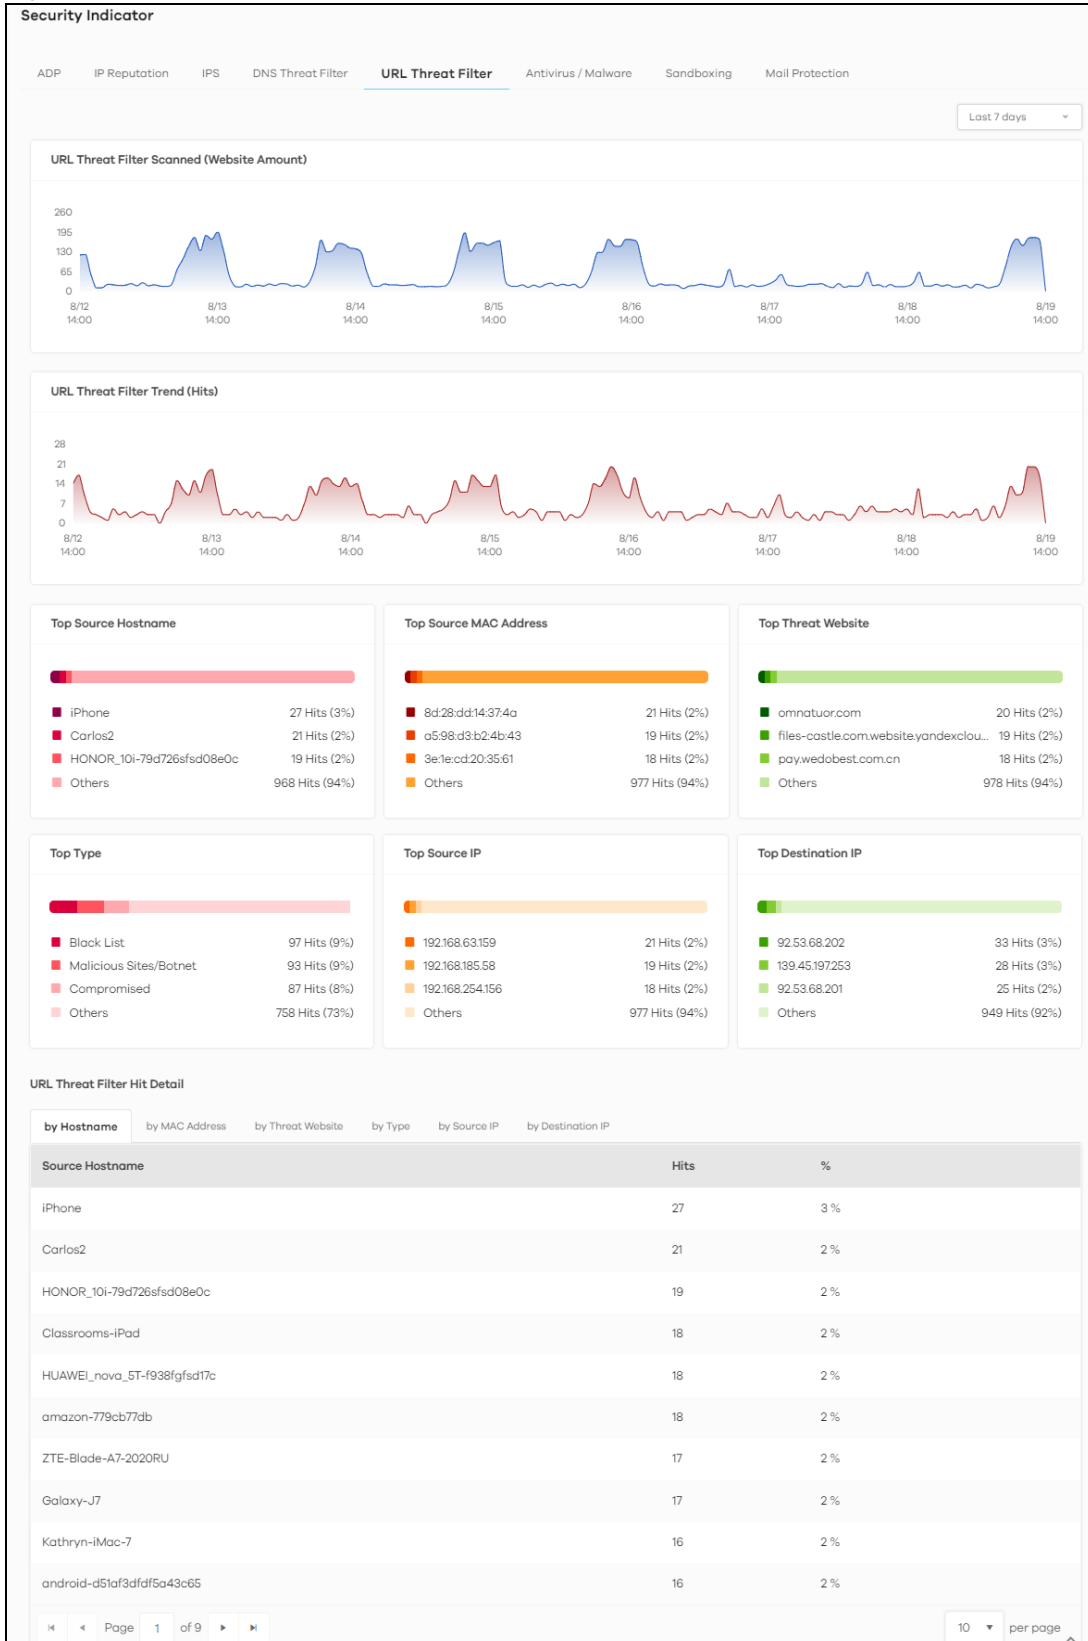 Security Indicator
ADP IP Reputation IPS DNS Threat Filter URL Threat Filter Antivirus / Malware Sandboxing Mail Protection
Last 7 days
URL Threat Filter Scanned (Website Amount)
260
195
130
65
0
8/12 8/13 8/14 8/15 8/16 8/17 8/18 8/19
14:00 14:00 14:00 14:00 14:00 14:00 14:00 14:00
URL Threat Filter Trend (Hits)
28
21
14
7
0
8/12 8/13 8/14 8/15 8/16 8/17 8/18 8/19
14:00 14:00 14:00 14:00 14:00 14:00 14:00 14:00
Top Source Hostname
iPhone 27 Hits (3%)
Carlos2 21 Hits (2%)
HONOR_10i-79d726sfsd08e0c 19 Hits (2%)
Others 968 Hits (94%)
Top Source MAC Address
8d:28:dd:14:37:4a 21 Hits (2%)
a5:98:d3:b2:4b:43 19 Hits (2%)
3e:1e:cd:20:35:61 18 Hits (2%)
Others 977 Hits (94%)
Top Threat Website
omnatuor.com 20 Hits (2%)
files-castle.com.website.yandexclou... 19 Hits (2%)
pay.wedobest.com.cn 18 Hits (2%)
Others 978 Hits (94%)
Top Type
Black List 97 Hits (9%)
Malicious Sites/Botnet 93 Hits (9%)
Compromised 87 Hits (8%)
Others 758 Hits (73%)
Top Source IP
192.168.63.159 21 Hits (2%)
192.168.185.58 19 Hits (2%)
192.168.254.156 18 Hits (2%)
Others 977 Hits (94%)
Top Destination IP
92.53.68.202 33 Hits (3%)
139.45.197.253 28 Hits (3%)
92.53.68.201 25 Hits (2%)
Others 949 Hits (92%)
URL Threat Filter Hit Detail
by Hostname by MAC Address by Threat Website by Type by Source IP by Destination IP
Source Hostname Hits %
iPhone 27 3 %
Carlos2 21 2 %
HONOR_10i-79d726sfsd08e0c 19 2 %
Classrooms-iPad 18 2 %
HUAWEI_nova_5T-f938fgfsd17c 18 2 %
amazon-779cb77db 18 2 %
ZTE-Blade-A7-2020RU 17 2 %
Galaxy-J7 17 2 %
Kathryn-iMac-7 16 2 %
android-d51af3dfdf5a43c65 16 2 %
Page 1 of 9 10 per page